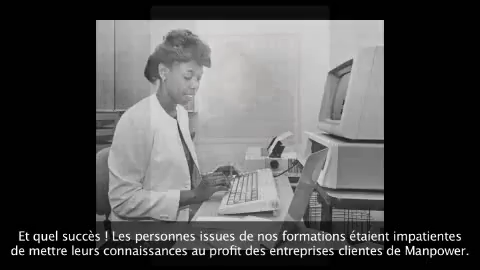 Et quel succès ! Les personnes issues de nos formations étaient impatientes
de mettre leurs connaissances au profit des entreprises clientes de Manpower.